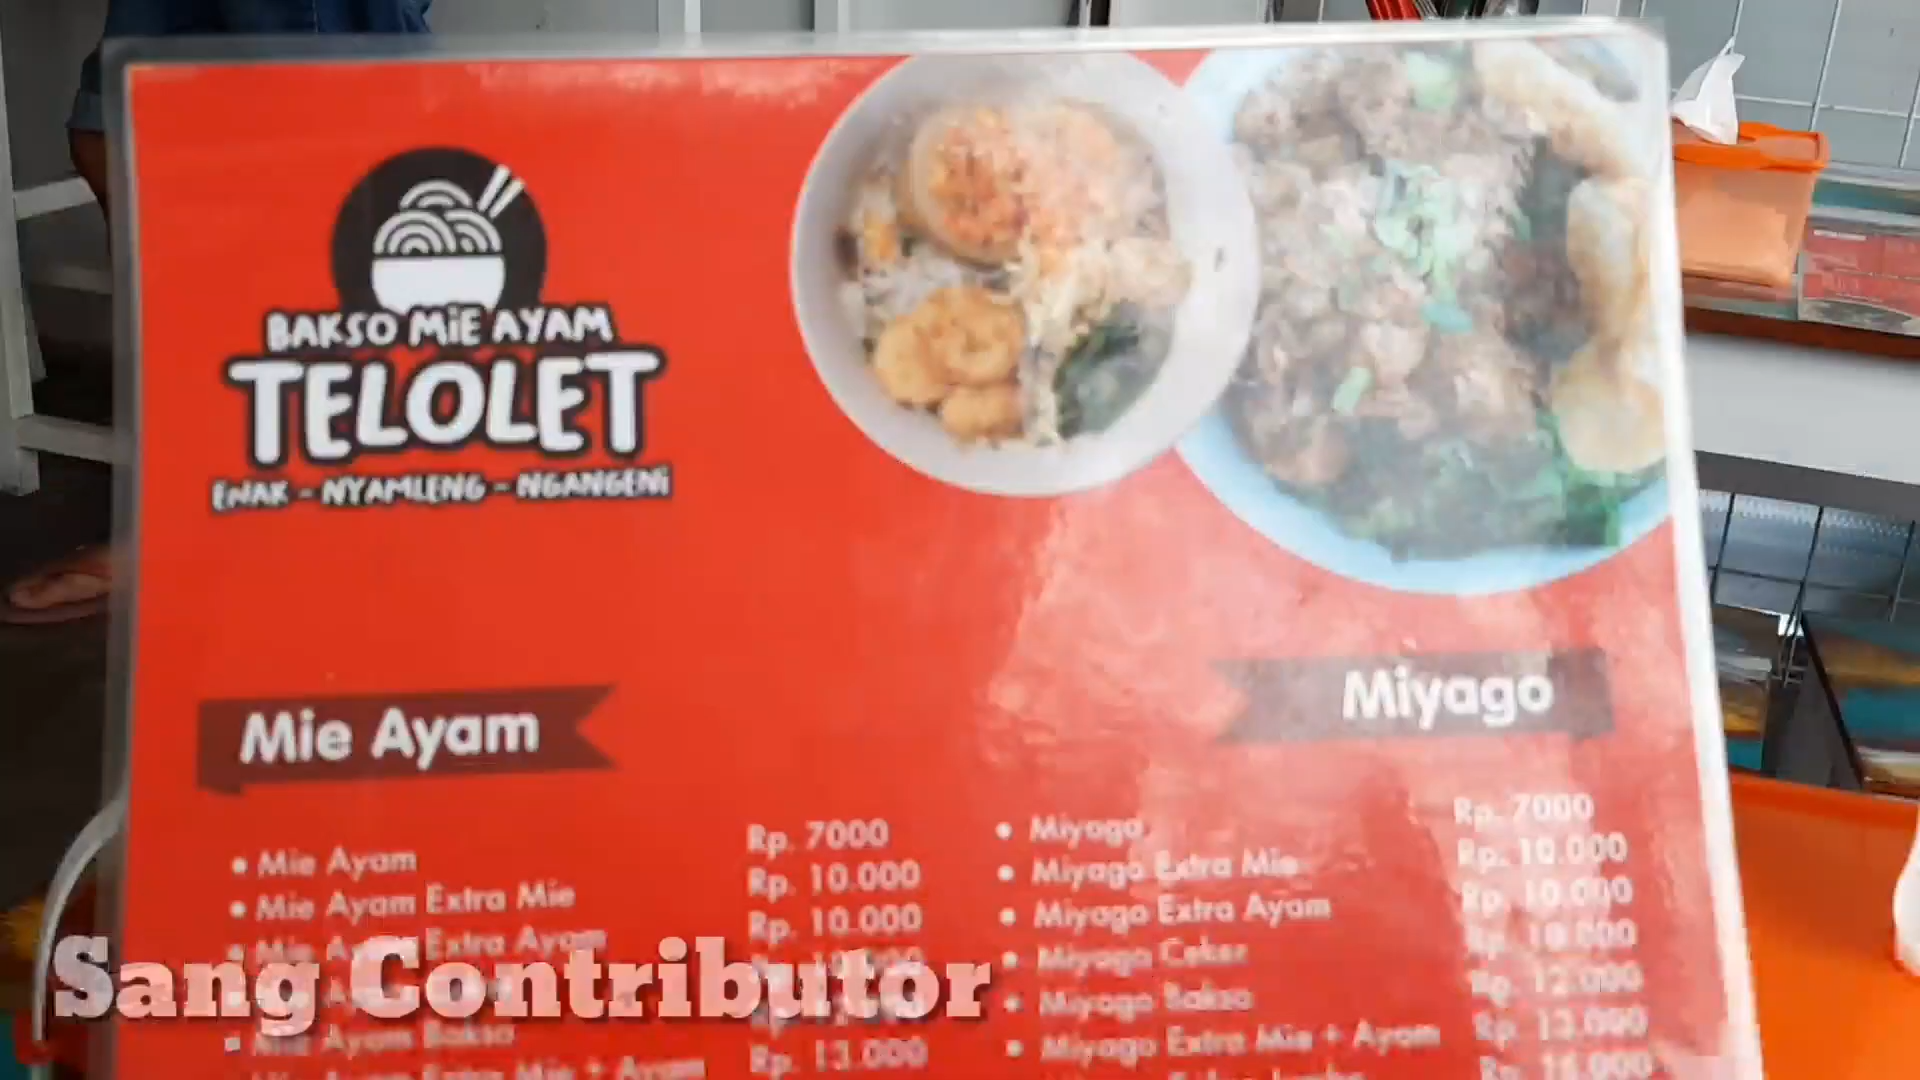 BAKSO MiE AYAM
TELOLET
ENAK - NYAMLENG - NGANGENi
Mie Ayam
• Mie Ayam Rp. 7000
• Mie Ayam Extra Mie Rp. 10.000
• Mie Ayam Extra Ayam Rp. 10.000
• Mie Ayam Bakso
Mie Ayam Extra Mie + Ayam Rp. 13.000
Miyago
• Miyago Rp. 7000
• Miyago Extra Mie Rp. 10.000
• Miyago Extra Ayam Rp. 10.000
• Miyago Ceker Rp. 10.000
• Miyago Bakso Rp. 12.000
• Miyago Extra Mie + Ayam Rp. 13.000
Sang Contributor